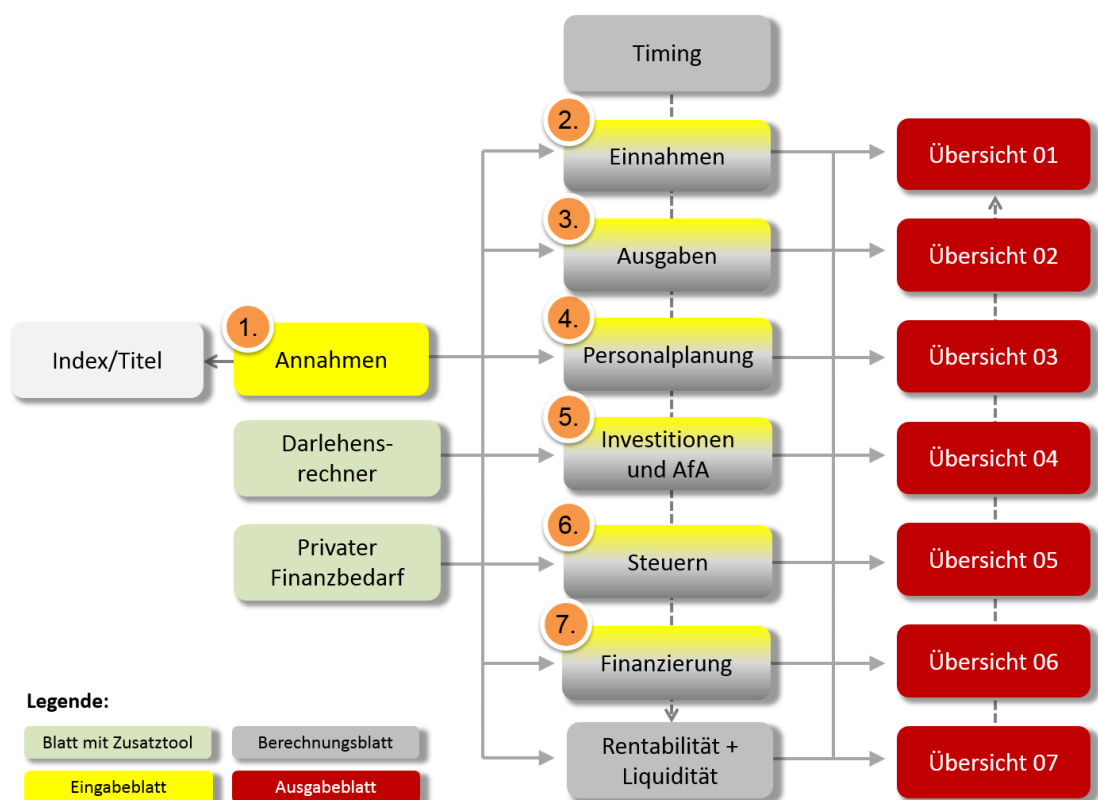 Timing
2.
Einnahmen
Übersicht 01
3.
Ausgaben
Übersicht 02
1.
4.
Index/Titel
Annahmen
Personalplanung
Übersicht 03
5.
Darlehens-
rechner
Investitionen
und AfA
Übersicht 04
6.
Privater
Finanzbedarf
Steuern
Übersicht 05
7.
Finanzierung
Übersicht 06
Legende:
Blatt mit Zusatztool
Berechnungsblatt
Rentabilität +
Liquidität
Übersicht 07
Eingabeblatt
Ausgabeblatt